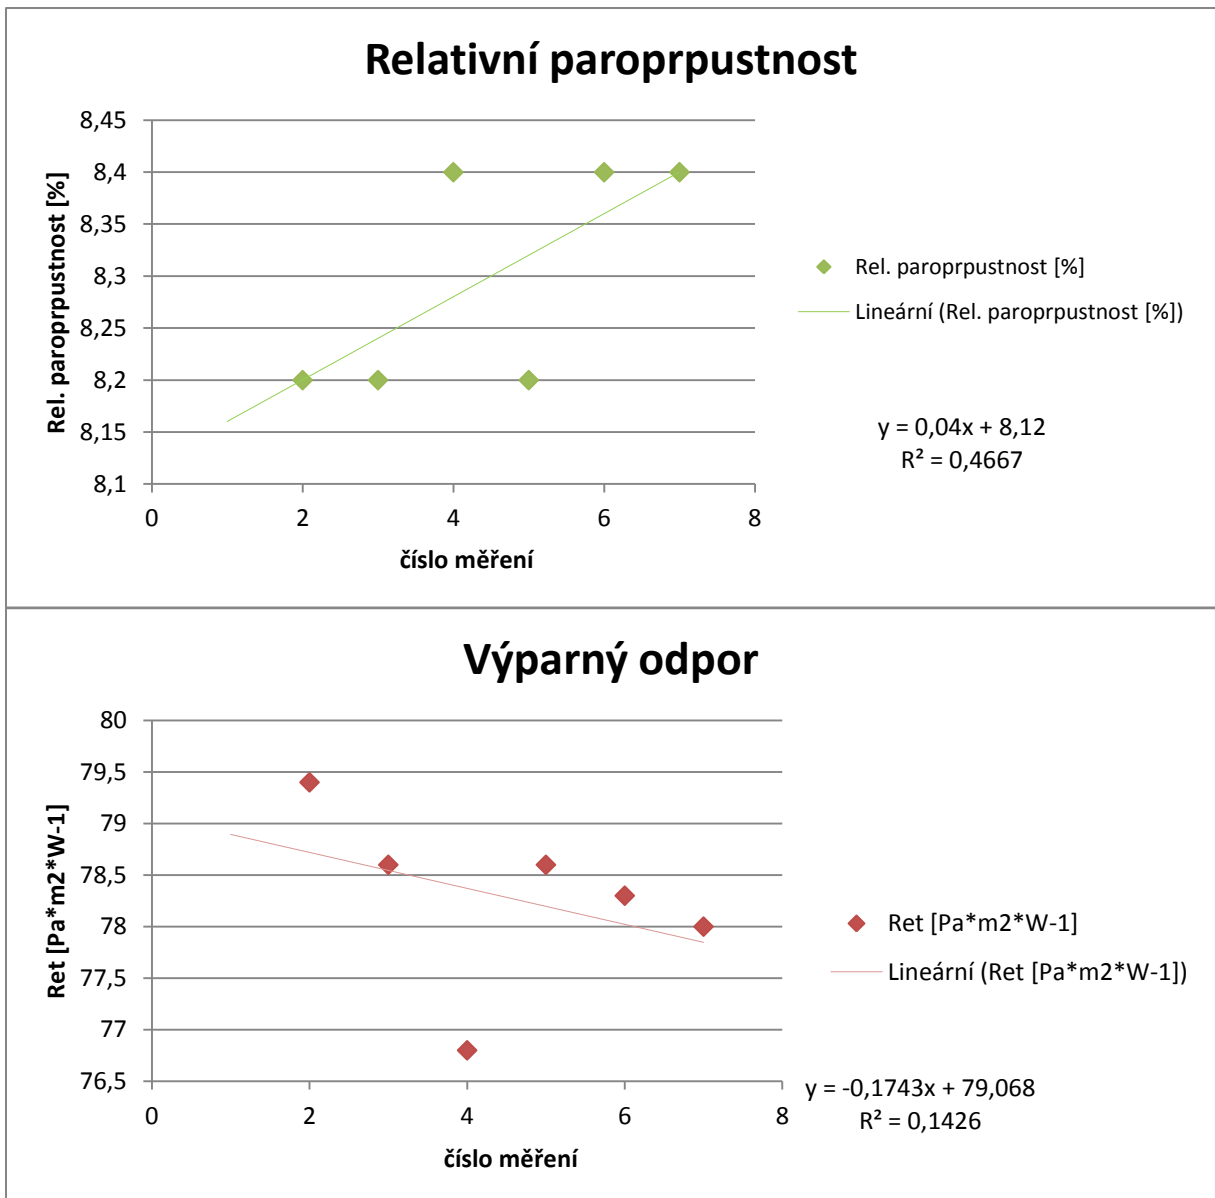 Relativní paroprpustnost
8,45
8,4
8,35
8,3
8,25
8,2
8,15
8,1
Rel. paroprpustnost [%]
0 2 4 6 8
číslo měření
Rel. paroprpustnost [%]
Lineární (Rel. paroprpustnost [%])
y = 0,04x + 8,12
R² = 0,4667
Výparný odpor
80
79,5
79
78,5
78
77,5
77
76,5
Ret [Pa*m2*W-1]
0 2 4 6 8
číslo měření
Ret [Pa*m2*W-1]
Lineární (Ret [Pa*m2*W-1])
y = -0,1743x + 79,068
R² = 0,1426